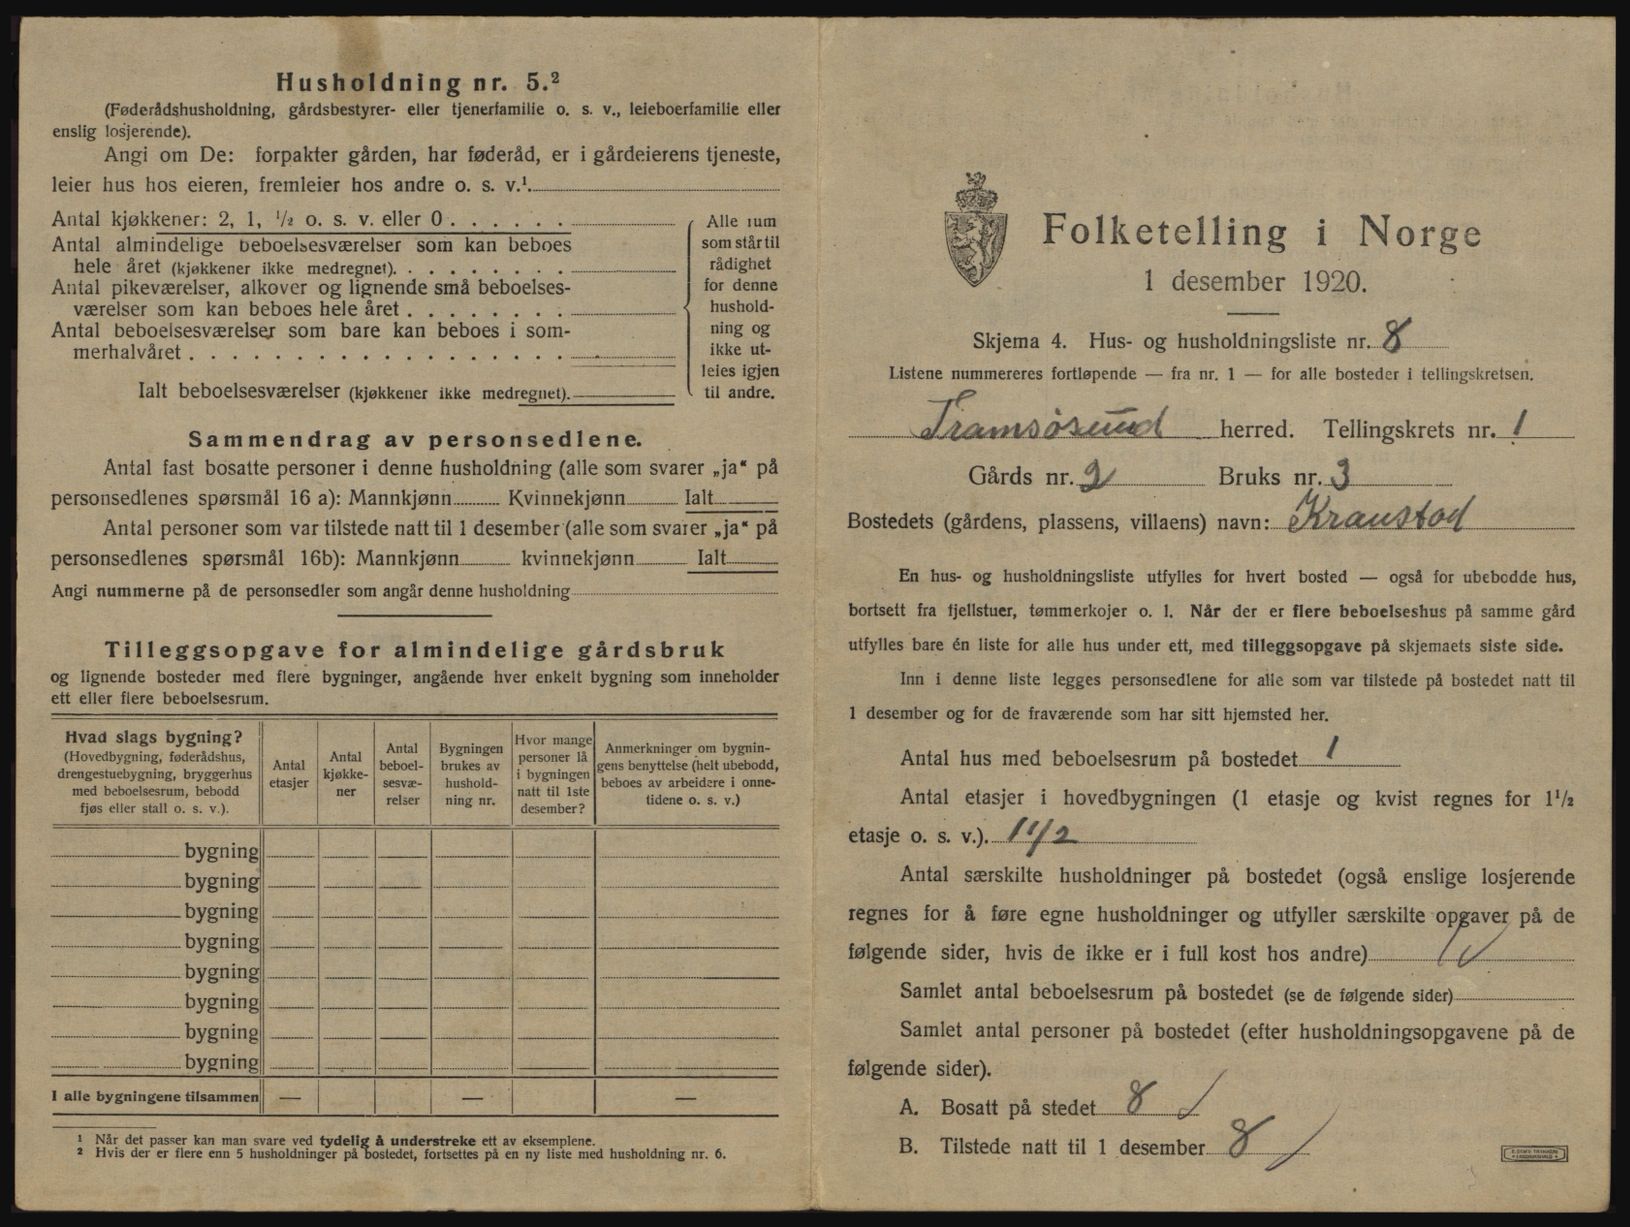 Husholdning nr. 5.²
(Føderådshusholdning, gårdsbestyrer- eller tjenerfamilie o. s. v., leieboerfamilie eller
enslig losjerende).
Angi om De: forpakter gården, har føderåd, er i gårdeierens tjeneste,
leier hus hos eieren, fremleier hos andre o. s. v.¹
Antal kjøkkener: 2, 1, ½ o. s. v. eller 0 . . . . . .
Antal almindelige beboelsesværelser som kan beboes
hele året (kjøkkener ikke medregnet). . . . . . . . .
Antal pikeværelser, alkover og lignende små beboelses-
værelser som kan beboes hele året . . . . . . . .
Antal beboelsesværelser som bare kan beboes i som-
merhalvåret . . . . . . . . . . . . . . . . . .
Ialt beboelsesværelser (kjøkkener ikke medregnet).
Alle rum
som står til
rådighet
for denne
hushold-
ning og
ikke ut-
leies igjen
til andre.
Sammendrag av personsedlene.
Antal fast bosatte personer i denne husholdning (alle som svarer „ja“ på
personsedlenes spørsmål 16 a): Mannkjønn Kvinnekjønn Ialt
Antal personer som var tilstede natt til 1 desember (alle som svarer „ja“ på
personsedlenes spørsmål 16b): Mannkjønn kvinnekjønn Ialt
Angi nummerne på de personsedler som angår denne husholdning
Tilleggsopgave for almindelige gårdsbruk
og lignende bosteder med flere bygninger, angående hver enkelt bygning som inneholder
ett eller flere beboelsesrum.
Hvad slags bygning?
(Hovedbygning, føderådshus,
drengestuebygning, bryggerhus
med beboelsesrum, bebodd
fjøs eller stall o. s. v.).
Antal
etasjer
Antal
kjøkke-
ner
Antal
beboel-
sesvæ-
relser
Bygningen
brukes av
hushold-
ning nr.
Hvor mange
personer lå
i bygningen
natt til 1ste
desember?
Anmerkninger om bygnin-
gens benyttelse (helt ubebodd,
beboes av arbeidere i onne-
tidene o. s. v.)
bygning
bygning
bygning
bygning
bygning
bygning
bygning
bygning
I alle bygningene tilsammen — — —
¹ Når det passer kan man svare ved tydelig å understreke ett av eksemplene.
² Hvis der er flere enn 5 husholdninger på bostedet, fortsettes på en ny liste med husholdning nr. 6.
Folketelling i Norge
1 desember 1920.
Skjema 4. Hus- og husholdningsliste nr. 8
Listene nummereres fortløpende — fra nr. 1 — for alle bosteder i tellingskretsen.
Tramsøsund herred. Tellingskrets nr. 1
Gårds nr. 2 Bruks nr. 3
Bostedets (gårdens, plassens, villaens) navn: Kraustod
En hus- og husholdningsliste utfylles for hvert bosted — også for ubebodde hus,
bortsett fra fjellstuer, tømmerkojer o. l. Når der er flere beboelseshus på samme gård
utfylles bare én liste for alle hus under ett, med tilleggsopgave på skjemaets siste side.
Inn i denne liste legges personsedlene for alle som var tilstede på bostedet natt til
1 desember og for de fraværende som har sitt hjemsted her.
Antal hus med beboelsesrum på bostedet 1
Antal etasjer i hovedbygningen (1 etasje og kvist regnes for 1½
etasje o. s. v.). 1 1/2
Antal særskilte husholdninger på bostedet (også enslige losjerende
regnes for å føre egne husholdninger og utfyller særskilte opgaver på de
følgende sider, hvis de ikke er i full kost hos andre) 1
Samlet antal beboelsesrum på bostedet (se de følgende sider)
Samlet antal personer på bostedet (efter husholdningsopgavene på de
følgende sider).
A. Bosatt på stedet 8
B. Tilstede natt til 1 desember 8